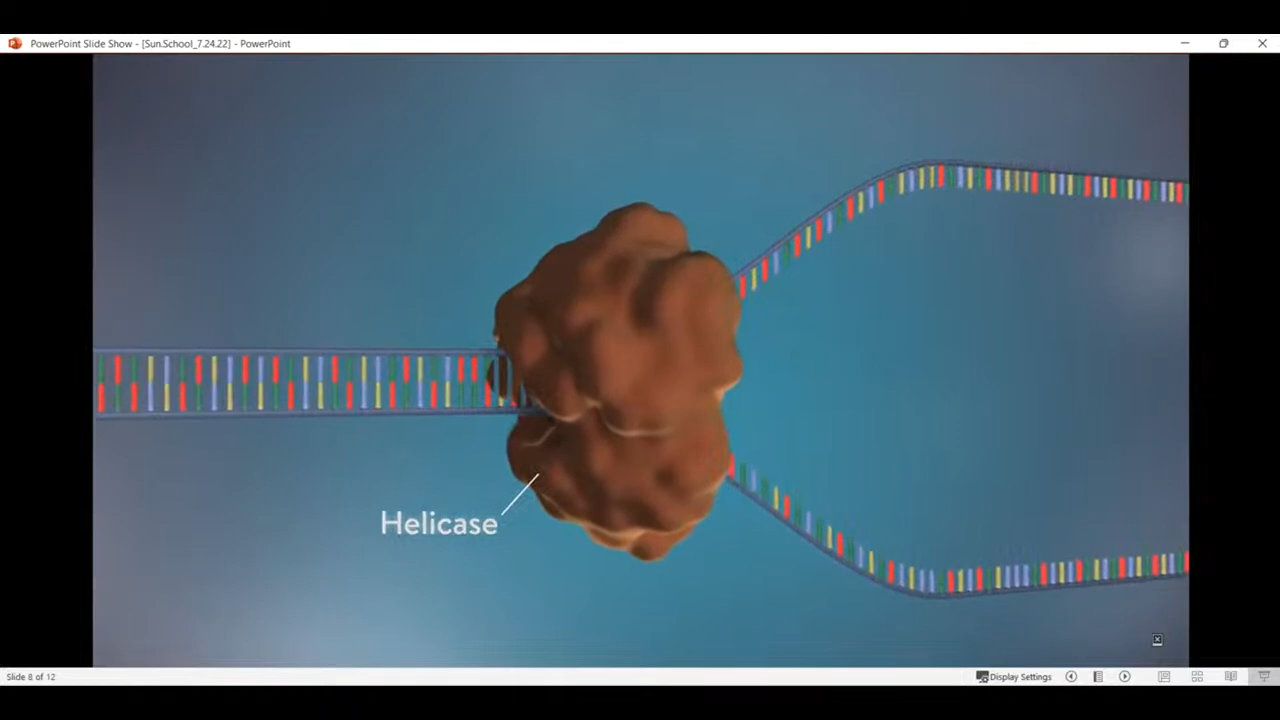 PowerPoint Slide Show - [Sun.School_7.24.22] - PowerPoint
Helicase
Slide 8 of 12
Display Settings